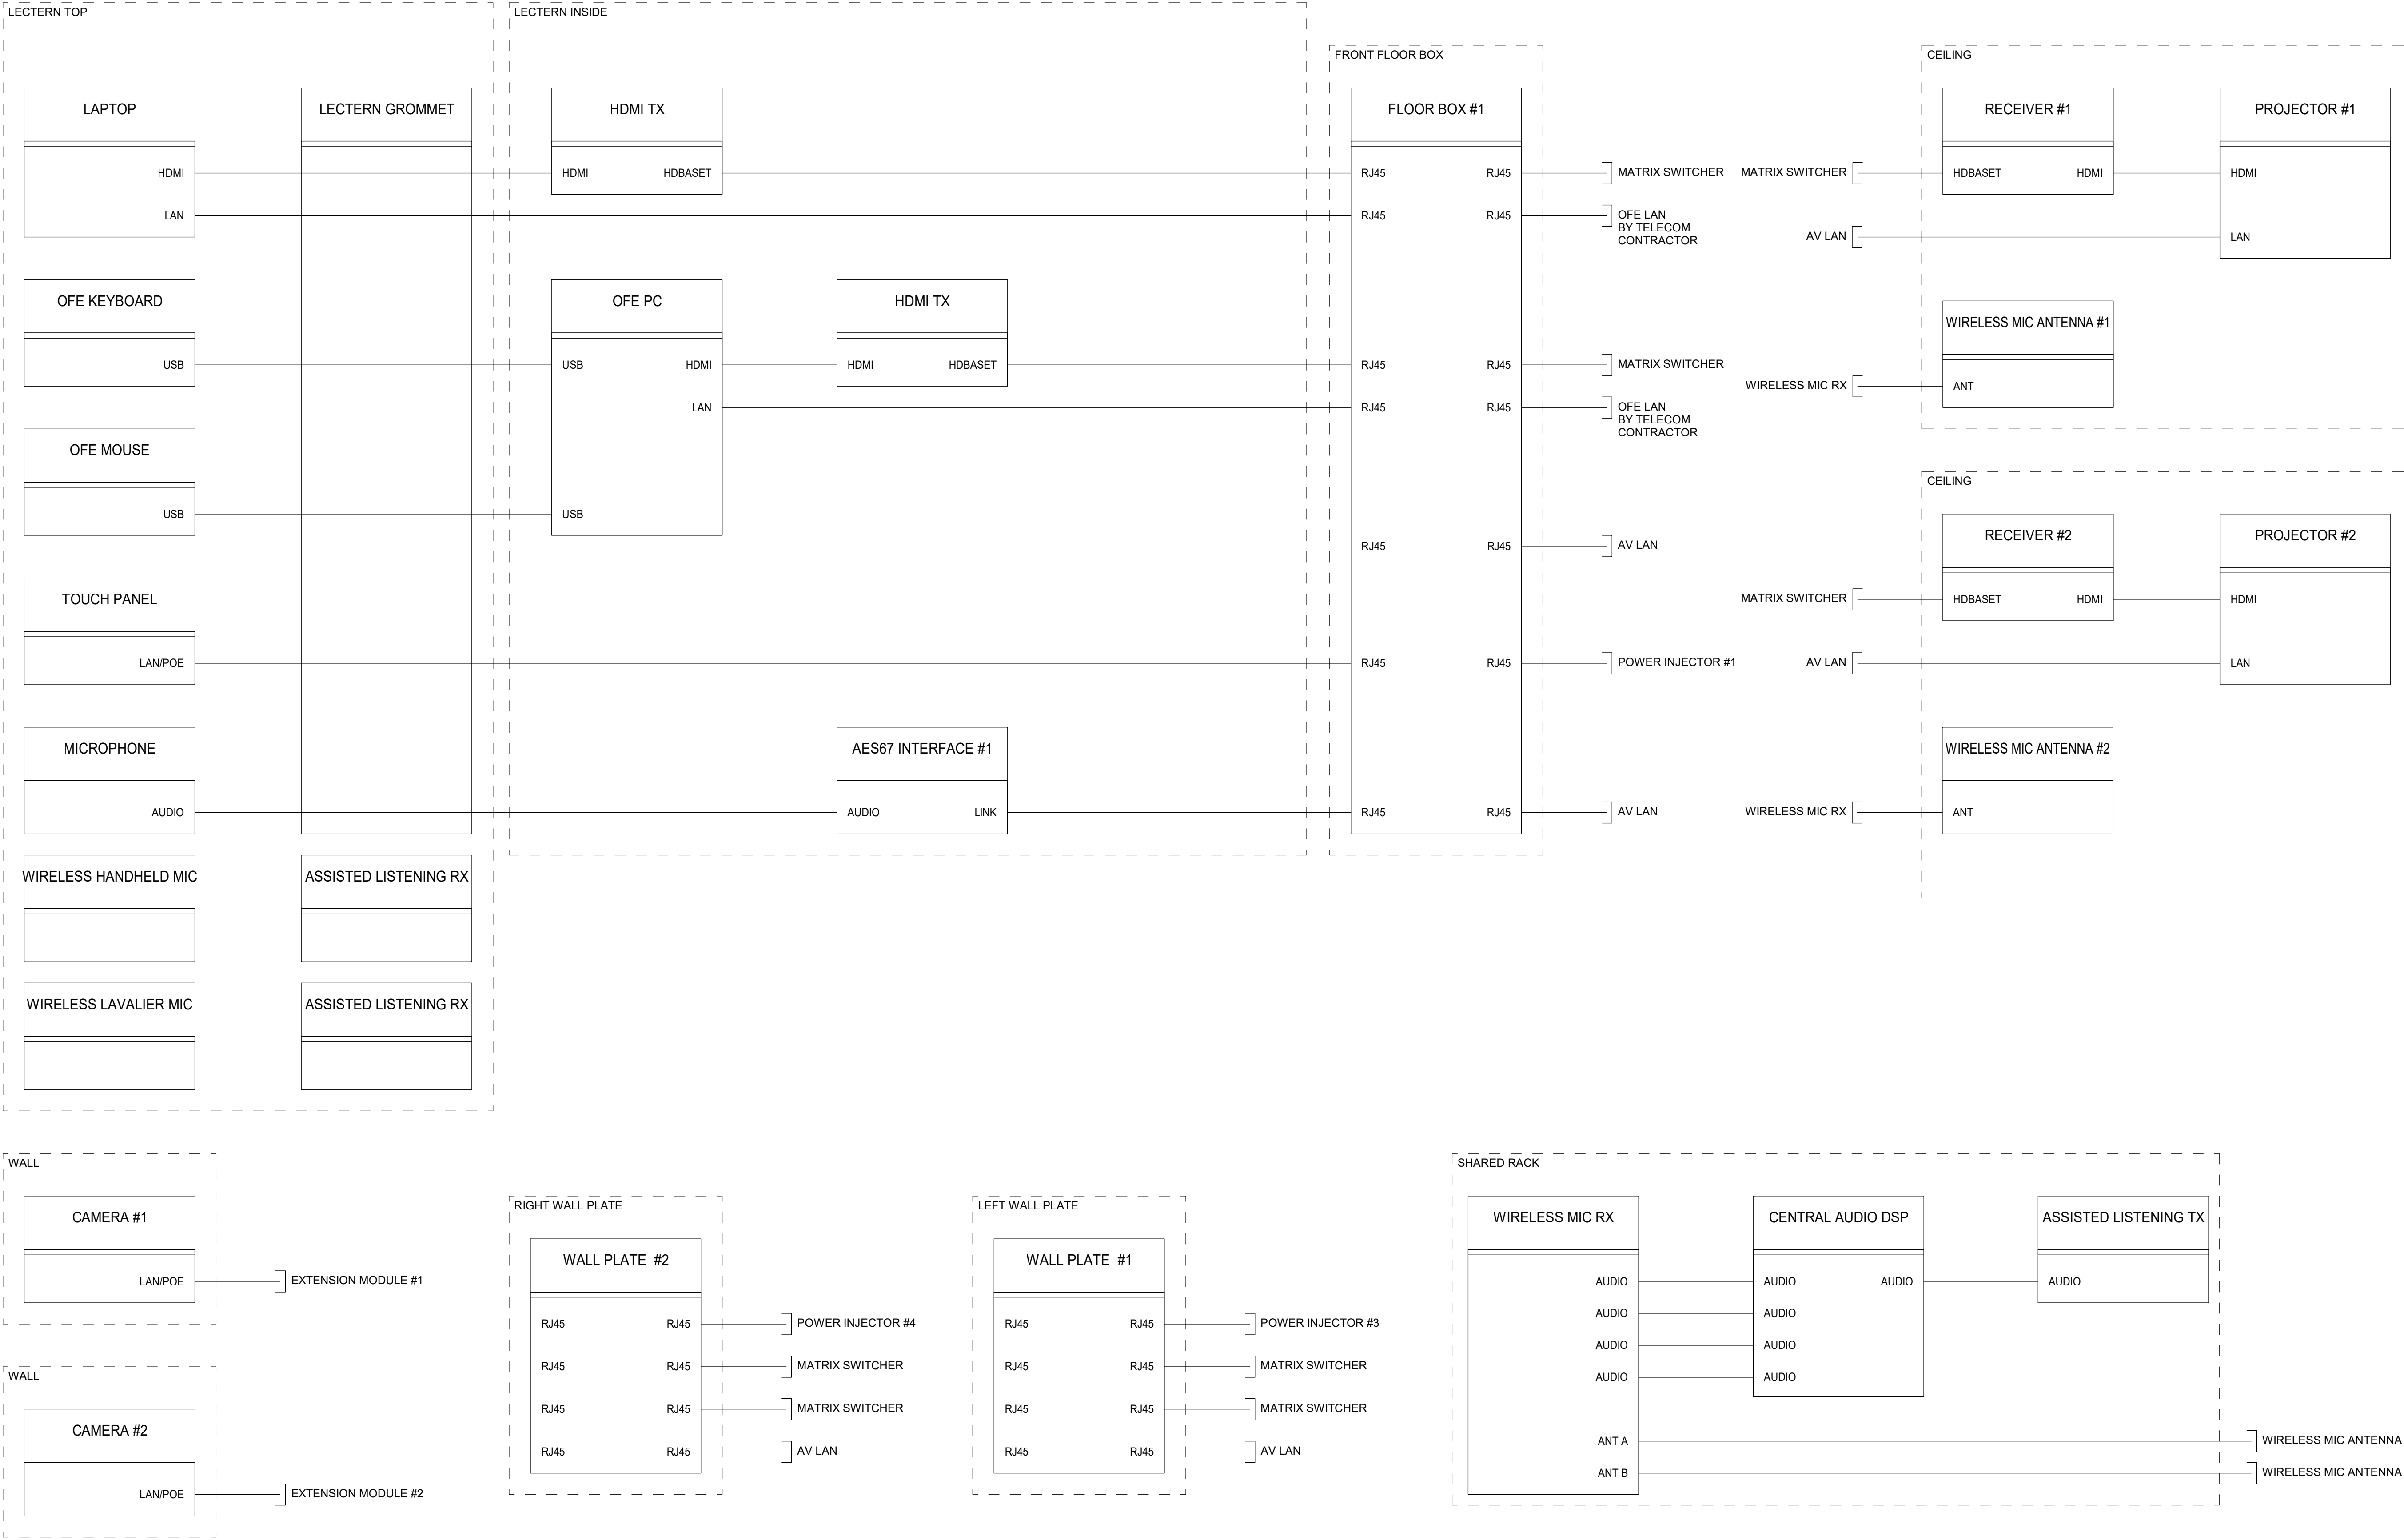 LECTERN TOP
LAPTOP
HDMI
LAN
LECTERN GROMMET
OFE KEYBOARD
USB
OFE MOUSE
USB
TOUCH PANEL
LAN/POE
MICROPHONE
AUDIO
WIRELESS HANDHELD MIC
ASSISTED LISTENING RX
WIRELESS LAVALIER MIC
ASSISTED LISTENING RX
LECTERN INSIDE
HDMI TX
HDMI HDBASET
OFE PC
USB HDMI
LAN
USB
HDMI TX
HDMI HDBASET
AES67 INTERFACE #1
AUDIO LINK
FRONT FLOOR BOX
FLOOR BOX #1
RJ45 RJ45
RJ45 RJ45
RJ45 RJ45
RJ45 RJ45
RJ45 RJ45
RJ45 RJ45
RJ45 RJ45
MATRIX SWITCHER
OFE LAN
BY TELECOM
CONTRACTOR
MATRIX SWITCHER
OFE LAN
BY TELECOM
CONTRACTOR
AV LAN
POWER INJECTOR #1
AV LAN
CEILING
MATRIX SWITCHER
RECEIVER #1
HDBASET HDMI
PROJECTOR #1
HDMI
AV LAN
LAN
WIRELESS MIC ANTENNA #1
WIRELESS MIC RX
ANT
CEILING
MATRIX SWITCHER
RECEIVER #2
HDBASET HDMI
PROJECTOR #2
HDMI
AV LAN
LAN
WIRELESS MIC ANTENNA #2
WIRELESS MIC RX
ANT
WALL
CAMERA #1
LAN/POE
EXTENSION MODULE #1
WALL
CAMERA #2
LAN/POE
EXTENSION MODULE #2
RIGHT WALL PLATE
WALL PLATE #2
RJ45 RJ45 POWER INJECTOR #4
RJ45 RJ45 MATRIX SWITCHER
RJ45 RJ45 MATRIX SWITCHER
RJ45 RJ45 AV LAN
LEFT WALL PLATE
WALL PLATE #1
RJ45 RJ45 POWER INJECTOR #3
RJ45 RJ45 MATRIX SWITCHER
RJ45 RJ45 MATRIX SWITCHER
RJ45 RJ45 AV LAN
SHARED RACK
WIRELESS MIC RX
AUDIO
AUDIO
AUDIO
AUDIO
ANT A
ANT B
CENTRAL AUDIO DSP
AUDIO AUDIO
AUDIO
AUDIO
AUDIO
ASSISTED LISTENING TX
AUDIO
WIRELESS MIC ANTENNA
WIRELESS MIC ANTENNA